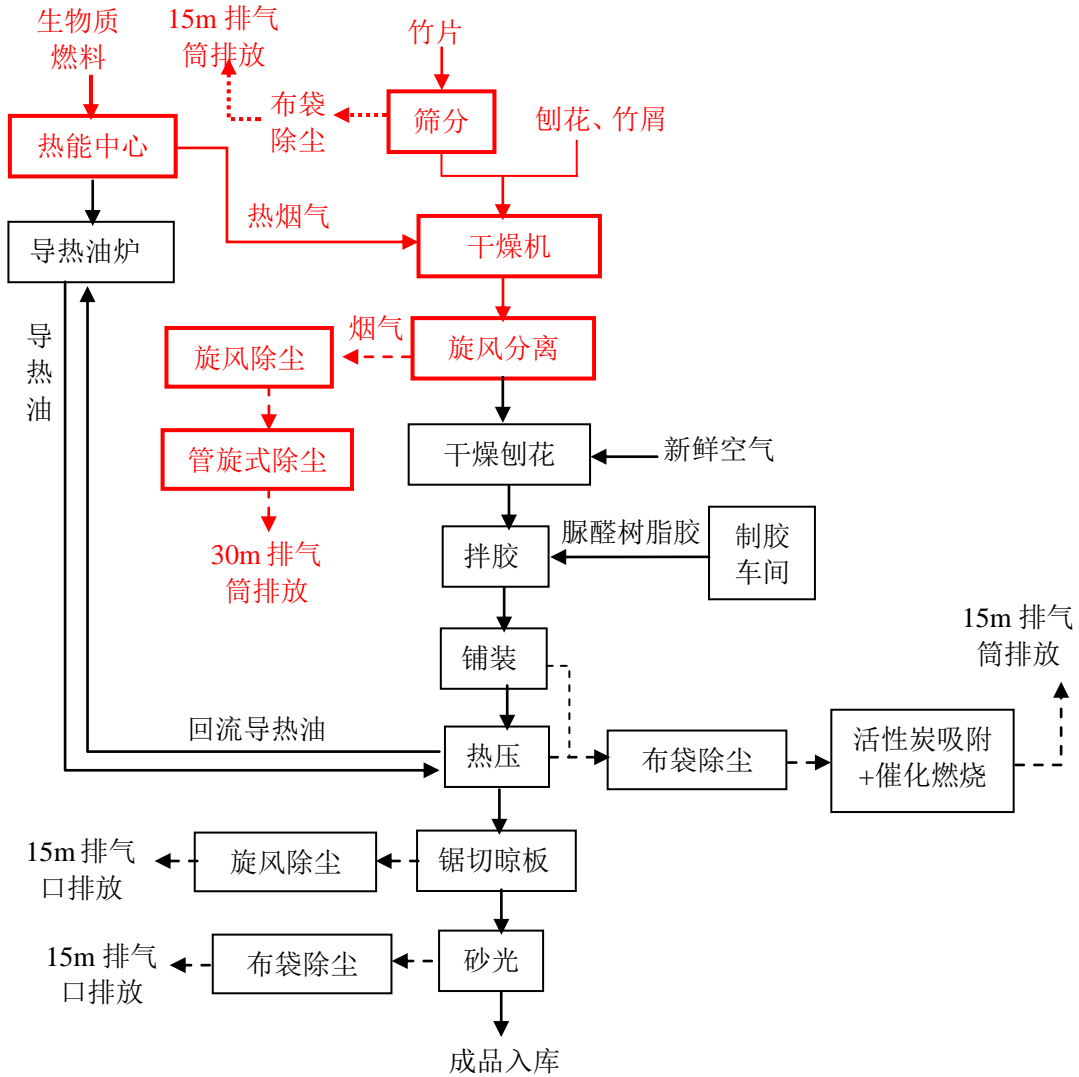 生物质
燃料
15m 排气
筒排放
竹片
布袋
除尘
筛分
刨花、竹屑
热能中心
热烟气
导热油炉
干燥机
导
热
油
烟气
旋风除尘
旋风分离
管旋式除尘
干燥刨花
新鲜空气
30m 排气
筒排放
脲醛树脂胶
制胶
车间
拌胶
15m 排气
筒排放
铺装
回流导热油
热压
布袋除尘
活性炭吸附
+催化燃烧
15m 排气
口排放
旋风除尘
锯切晾板
15m 排气
口排放
布袋除尘
砂光
成品入库